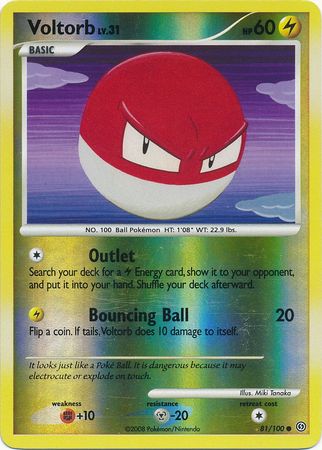 Voltorb LV.31 HP 60
BASIC
NO. 100 Ball Pokémon HT: 1'08" WT: 22.9 lbs.
Outlet
Search your deck for a Energy card, show it to your opponent,
and put it into your hand. Shuffle your deck afterward.
Bouncing Ball 20
Flip a coin. If tails, Voltorb does 10 damage to itself.
It looks just like a Poké Ball. It is dangerous because it may
electrocute or explode on touch.
Illus. Miki Tanaka
weakness resistance retreat cost
+10 -20
©2008 Pokémon/Nintendo 81/100